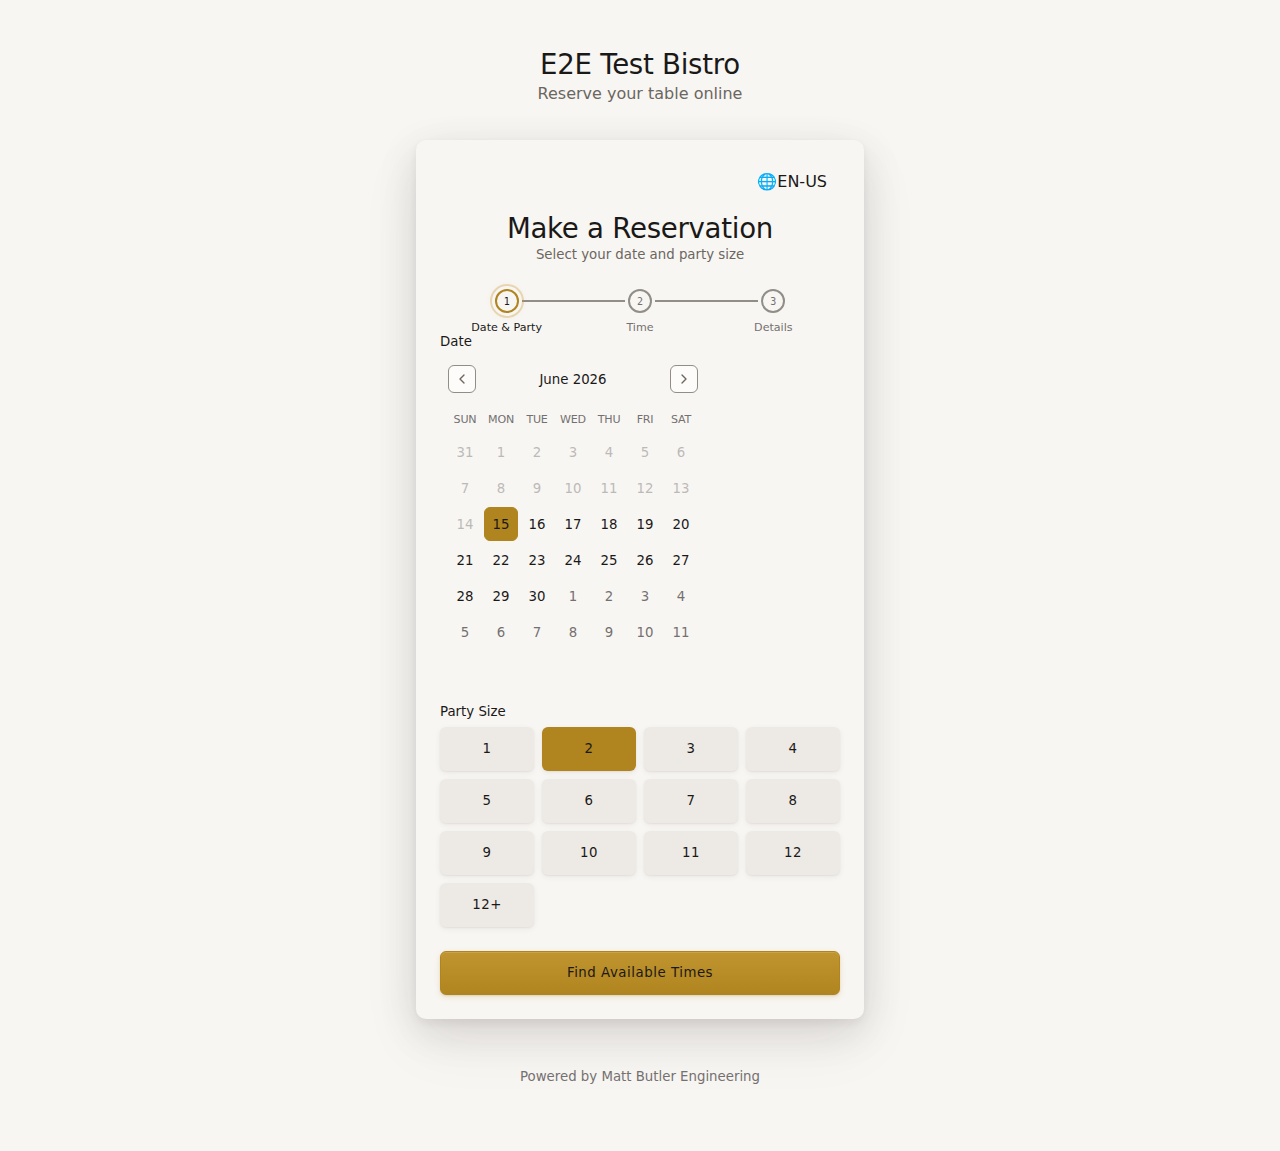 E2E Test Bistro
Reserve your table online
🌐EN-US
Make a Reservation
Select your date and party size
1 2 3
Date & Party Time Details
Date
June 2026
SUN MON TUE WED THU FRI SAT
31 1 2 3 4 5 6
7 8 9 10 11 12 13
14 15 16 17 18 19 20
21 22 23 24 25 26 27
28 29 30 1 2 3 4
5 6 7 8 9 10 11
Party Size
1 2 3 4
5 6 7 8
9 10 11 12
12+
Find Available Times
Powered by Matt Butler Engineering